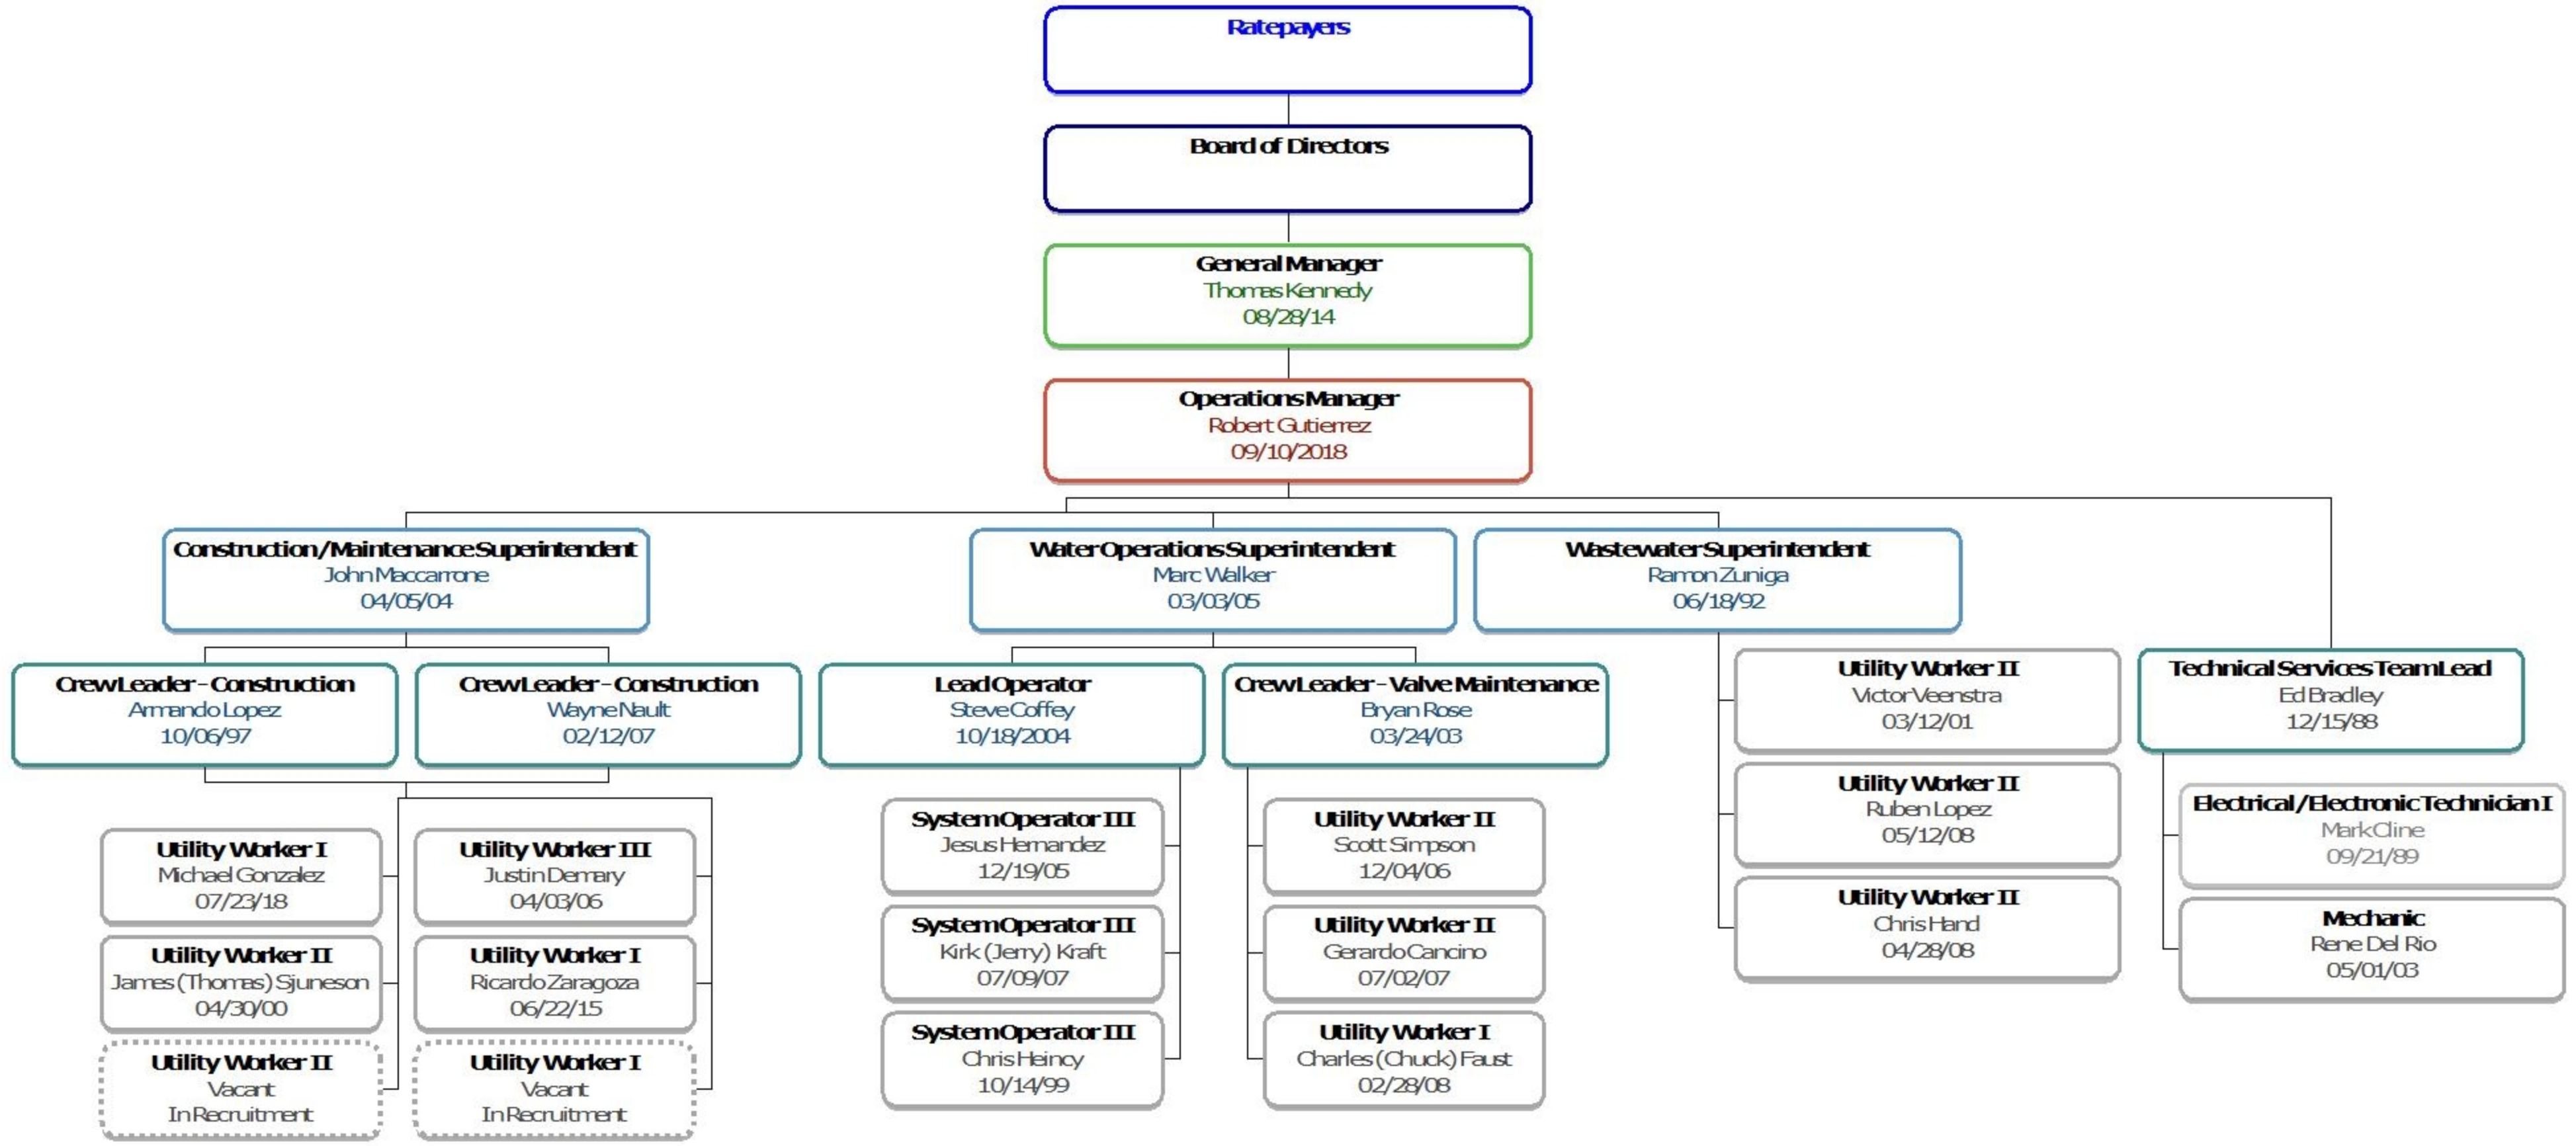 Ratepayers
Board of Directors
General Manager
Thomas Kennedy
08/28/14
Operations Manager
Robert Gutierrez
09/10/2018
Construction/Maintenance Superintendent
John Maccarrone
04/05/04
Water Operations Superintendent
Marc Walker
03/03/05
Wastewater Superintendent
Ramon Zuniga
06/18/92
Crew Leader - Construction
Armando Lopez
10/06/97
Crew Leader - Construction
Wayne Nault
02/12/07
Lead Operator
Steve Coffey
10/18/2004
Crew Leader - Valve Maintenance
Bryan Rose
03/24/03
Utility Worker II
Victor Veenstra
03/12/01
Technical Services Team Lead
Ed Bradley
12/15/88
Utility Worker I
Michael Gonzalez
07/23/18
Utility Worker II
James (Thomas) Sjuneson
04/30/00
Utility Worker II
Vacant
In Recruitment
Utility Worker III
Justin Demary
04/03/06
Utility Worker I
Ricardo Zaragoza
06/22/15
Utility Worker I
Vacant
In Recruitment
System Operator III
Jesus Hernandez
12/19/05
System Operator III
Kirk (Jerry) Kraft
07/09/07
System Operator III
Chris Heincy
10/14/99
Utility Worker II
Scott Simpson
12/04/06
Utility Worker II
Gerardo Cancino
07/02/07
Utility Worker I
Charles (Chuck) Faust
02/28/08
Utility Worker II
Ruben Lopez
05/12/08
Utility Worker II
Chris Hand
04/28/08
Electrical/Electronic Technician I
Mark Cline
09/21/89
Mechanic
Rene Del Rio
05/01/03